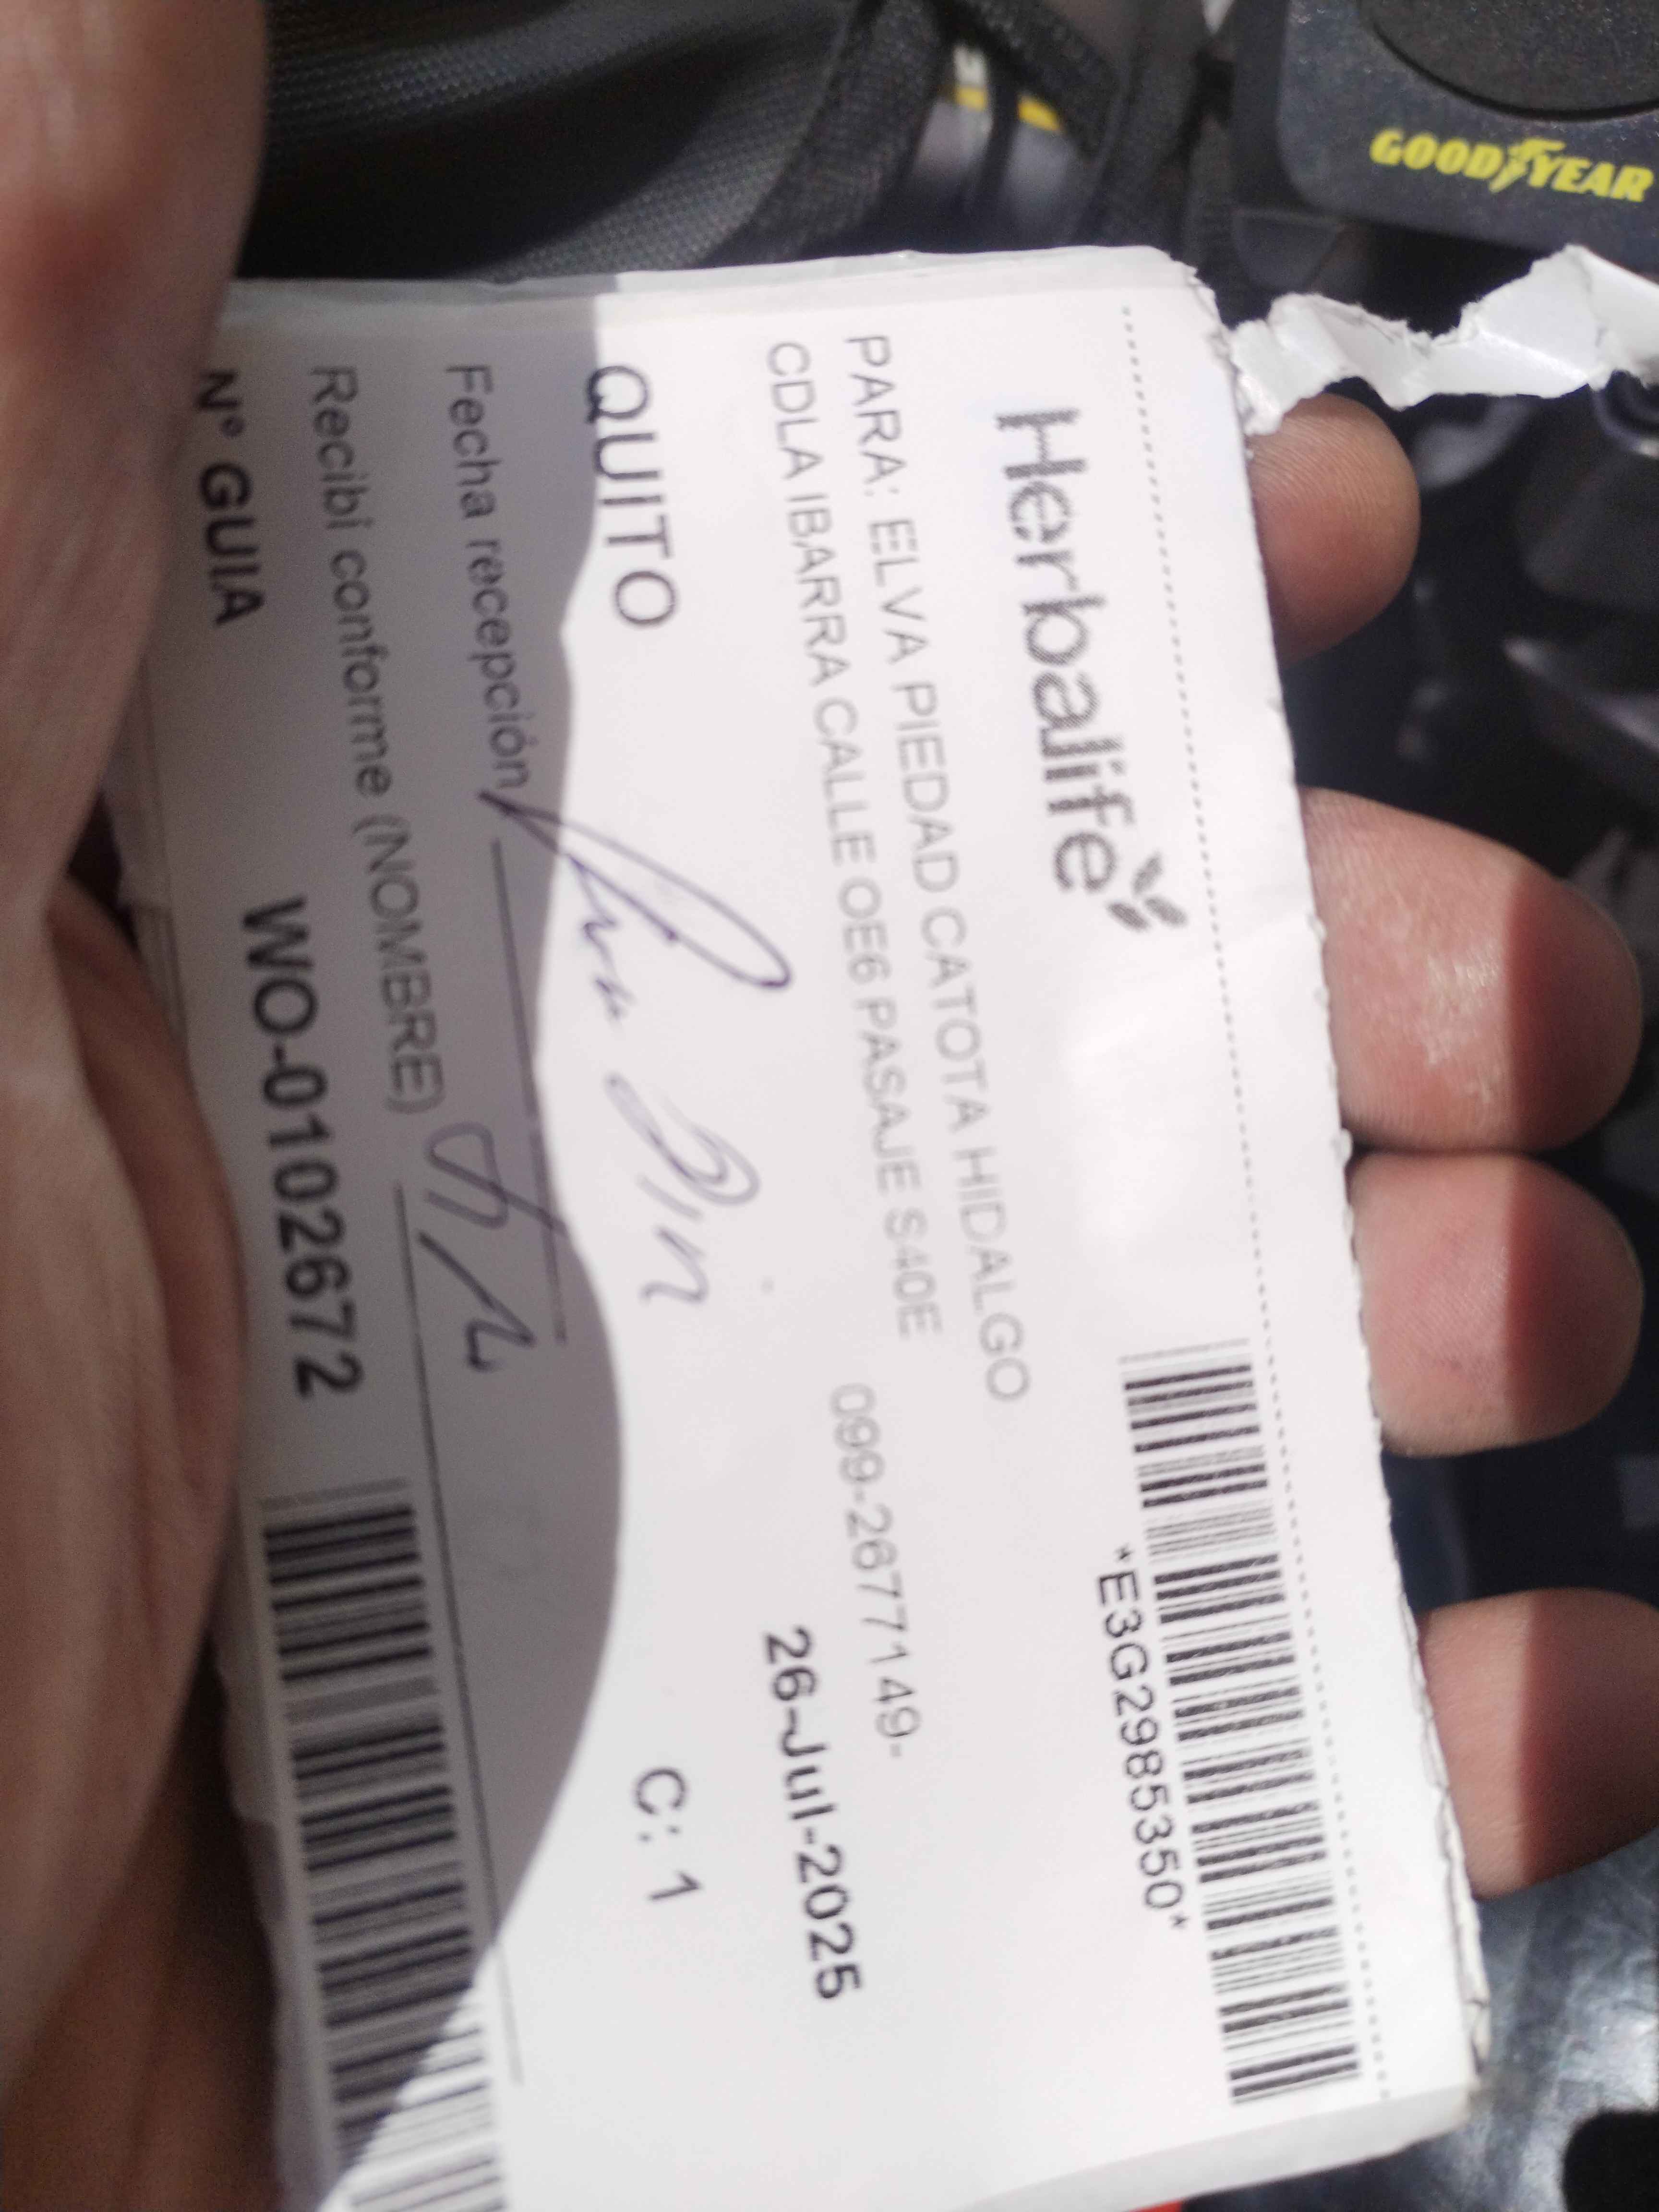 GOODYEAR
Herbalife
*E3G2985350*
PARA: ELVA PIEDAD CATOTA HIDALGO
CDLA IBARRA CALLE OE6 PASAJE S40E
099-2677149-
26-Jul-2025
QUITO
C: 1
Fecha recepción
Recibí conforme (NOMBRE)
N° GUIA
WO-0102672